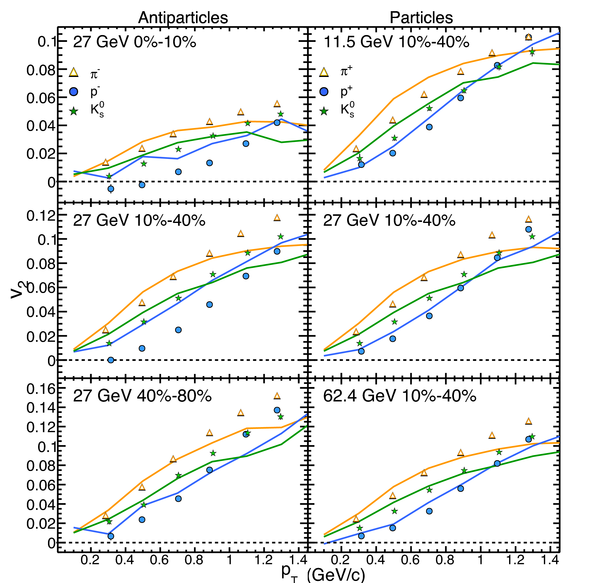 Antiparticles Particles
27 GeV 0%-10% 11.5 GeV 10%-40%
π- π+
p- p+
K0s K0s
0.1
0.08
0.06
0.04
0.02
0
27 GeV 10%-40% 27 GeV 10%-40%
0.12
0.1
0.08
0.06
0.04
0.02
0
v2
27 GeV 40%-80% 62.4 GeV 10%-40%
0.16
0.14
0.12
0.1
0.08
0.06
0.04
0.02
0
0.2 0.4 0.6 0.8 1 1.2 1.4 0.2 0.4 0.6 0.8 1 1.2 1.4
pT (GeV/c)